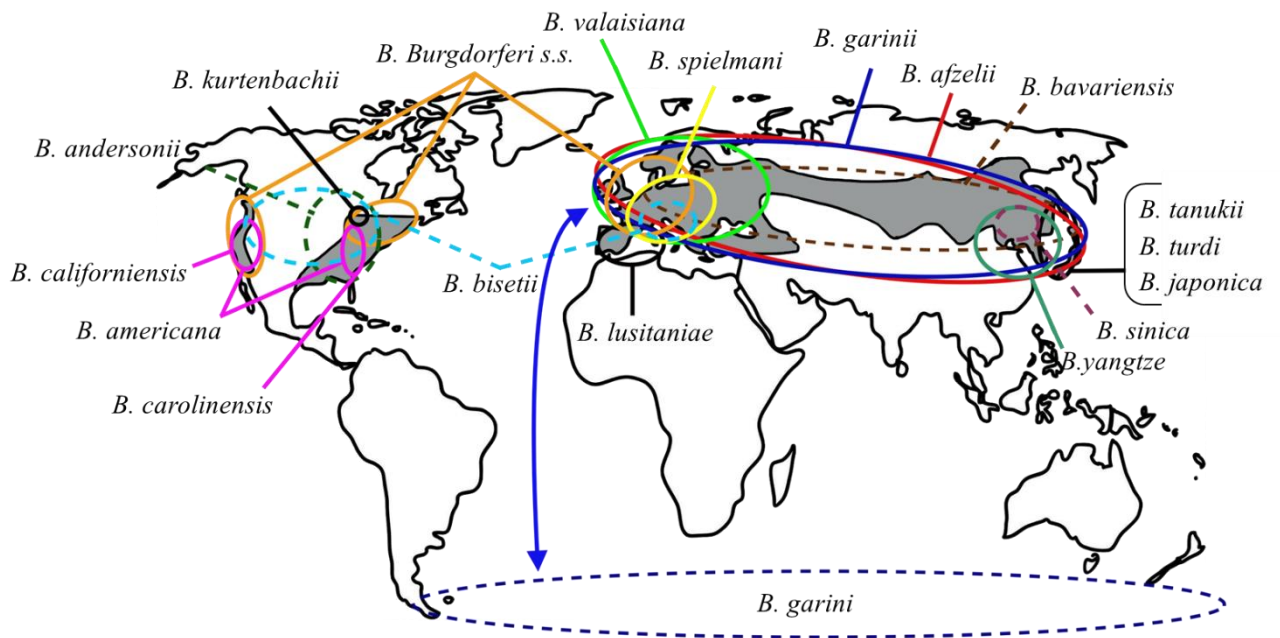 B. valaisiana
B. garinii
B. Burgdorferi s.s.
B. spielmani
B. afzelii
B. kurtenbachii
B. bavariensis
B. andersonii
B. tanukii
B. turdi
B. californiensis
B. bisetii
B. japonica
B. americana
B. lusitaniae
B. sinica
B.yangtze
B. carolinensis
B. garini